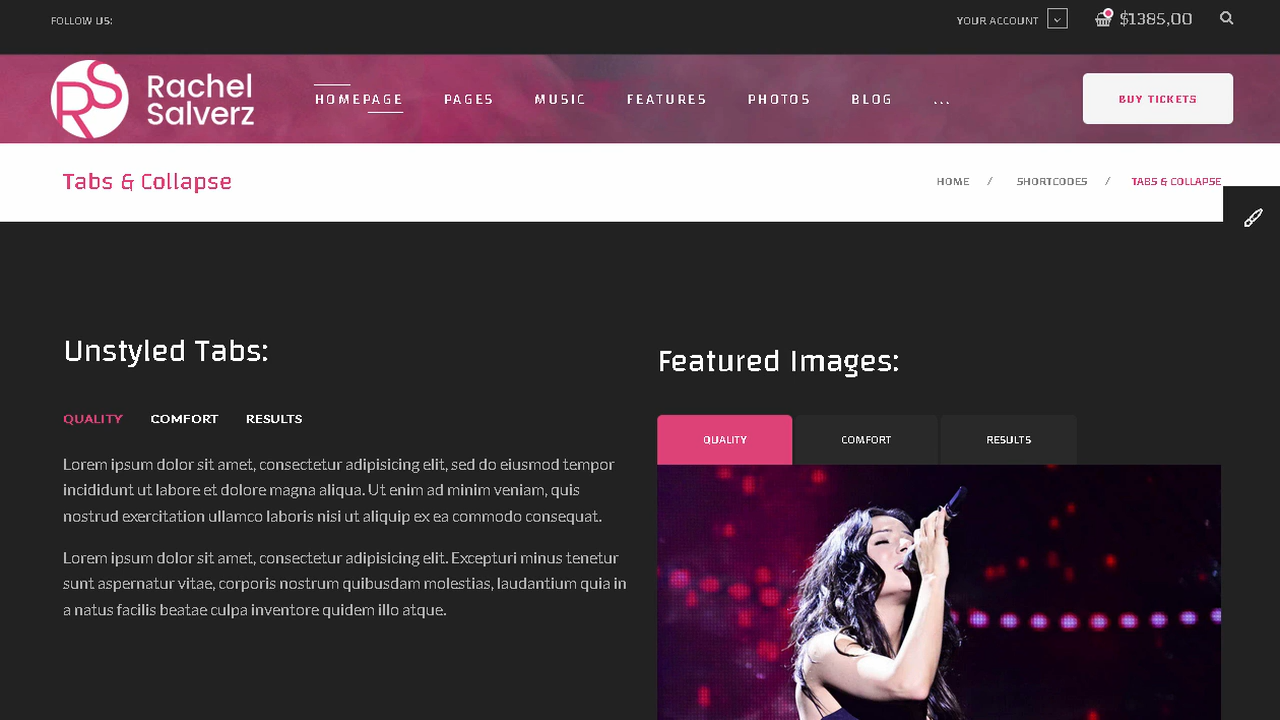 FOLLOW US:
YOUR ACCOUNT
$1385,00
RS
Rachel
Salverz
HOMEPAGE
PAGES
MUSIC
FEATURES
PHOTOS
BLOG
...
BUY TICKETS
Tabs & Collapse
HOME / SHORTCODES / TABS & COLLAPSE
Unstyled Tabs:
QUALITY COMFORT RESULTS
Lorem ipsum dolor sit amet, consectetur adipisicing elit, sed do eiusmod tempor
incididunt ut labore et dolore magna aliqua. Ut enim ad minim veniam, quis
nostrud exercitation ullamco laboris nisi ut aliquip ex ea commodo consequat.
Lorem ipsum dolor sit amet, consectetur adipisicing elit. Excepturi minus tenetur
sunt aspernatur vitae, corporis nostrum quibusdam molestias, laudantium quia in
a natus facilis beatae culpa inventore quidem illo atque.
Featured Images:
QUALITY COMFORT RESULTS